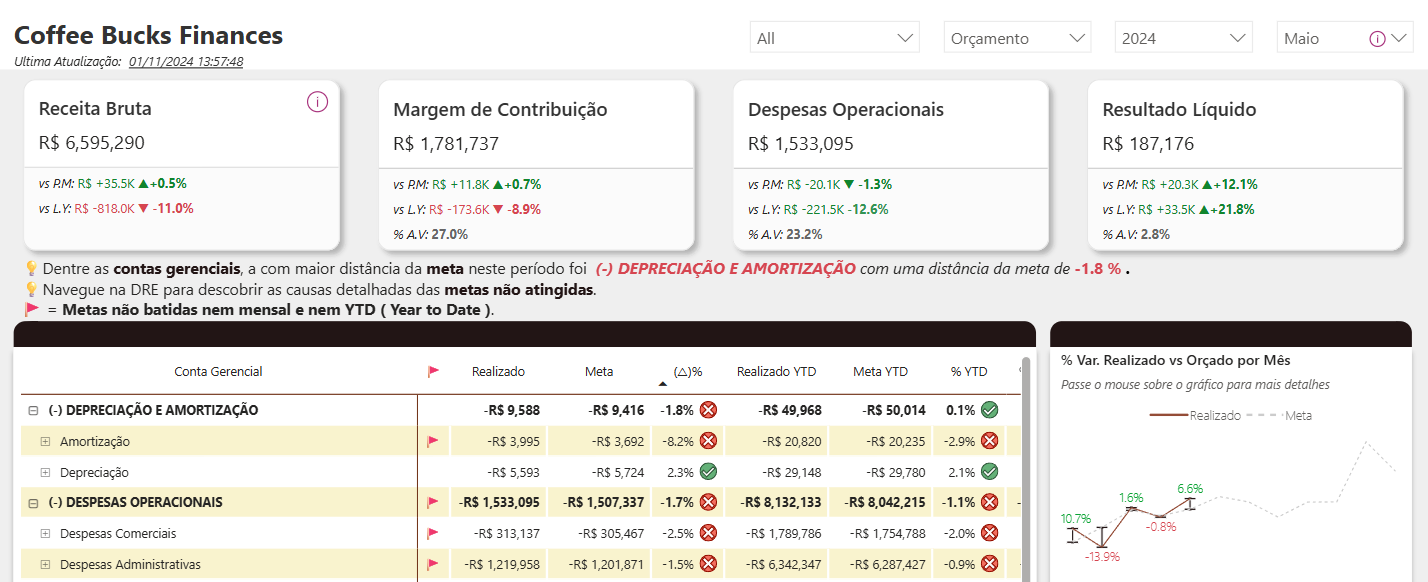 Coffee Bucks Finances
Ultima Atualização: 01/11/2024 13:57:48
All
Orçamento
2024
Maio
Receita Bruta
R$ 6,595,290
vs P.M: R$ +35.5K ▲+0.5%
vs L.Y: R$ -818.0K ▼ -11.0%
Margem de Contribuição
R$ 1,781,737
vs P.M: R$ +11.8K ▲+0.7%
vs L.Y: R$ -173.6K ▼ -8.9%
% A.V: 27.0%
Despesas Operacionais
R$ 1,533,095
vs P.M: R$ -20.1K ▼ -1.3%
vs L.Y: R$ -221.5K -12.6%
% A.V: 23.2%
Resultado Líquido
R$ 187,176
vs P.M: R$ +20.3K ▲+12.1%
vs L.Y: R$ +33.5K ▲+21.8%
% A.V: 2.8%
💡 Dentre as contas gerenciais, a com maior distância da meta neste período foi (-) DEPRECIAÇÃO E AMORTIZAÇÃO com uma distância da meta de -1.8 % .
💡 Navegue na DRE para descobrir as causas detalhadas das metas não atingidas.
🚩 = Metas não batidas nem mensal e nem YTD ( Year to Date ).
Conta Gerencial 🚩 Realizado Meta (△)% Realizado YTD Meta YTD % YTD
(-) DEPRECIAÇÃO E AMORTIZAÇÃO -R$ 9,588 -R$ 9,416 -1.8% -R$ 49,968 -R$ 50,014 0.1%
Amortização -R$ 3,995 -R$ 3,692 -8.2% -R$ 20,820 -R$ 20,235 -2.9%
Depreciação -R$ 5,593 -R$ 5,724 2.3% -R$ 29,148 -R$ 29,780 2.1%
(-) DESPESAS OPERACIONAIS -R$ 1,533,095 -R$ 1,507,337 -1.7% -R$ 8,132,133 -R$ 8,042,215 -1.1%
Despesas Comerciais -R$ 313,137 -R$ 305,467 -2.5% -R$ 1,789,786 -R$ 1,754,788 -2.0%
Despesas Administrativas -R$ 1,219,958 -R$ 1,201,871 -1.5% -R$ 6,342,347 -R$ 6,287,427 -0.9%
% Var. Realizado vs Orçado por Mês
Passe o mouse sobre o gráfico para mais detalhes
Realizado Meta
10.7%
-13.9%
1.6%
-0.8%
6.6%